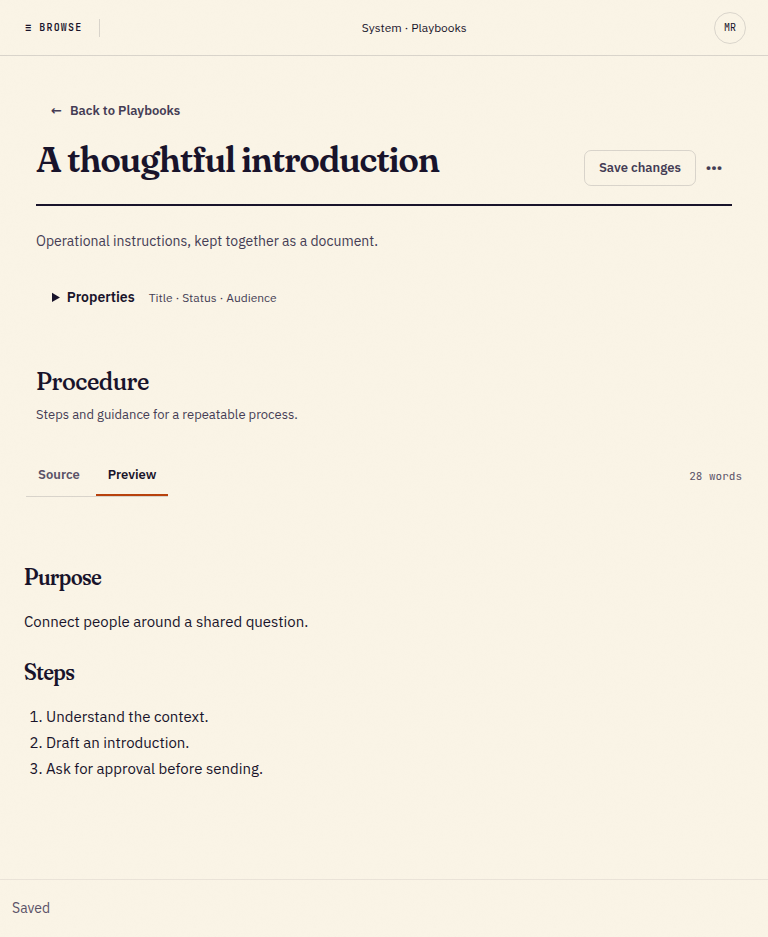 ≡ BROWSE
System · Playbooks
MR
← Back to Playbooks
A thoughtful introduction
Save changes •••
Operational instructions, kept together as a document.
▶ Properties Title · Status · Audience
Procedure
Steps and guidance for a repeatable process.
Source Preview 28 words
Purpose
Connect people around a shared question.
Steps
1. Understand the context.
2. Draft an introduction.
3. Ask for approval before sending.
Saved